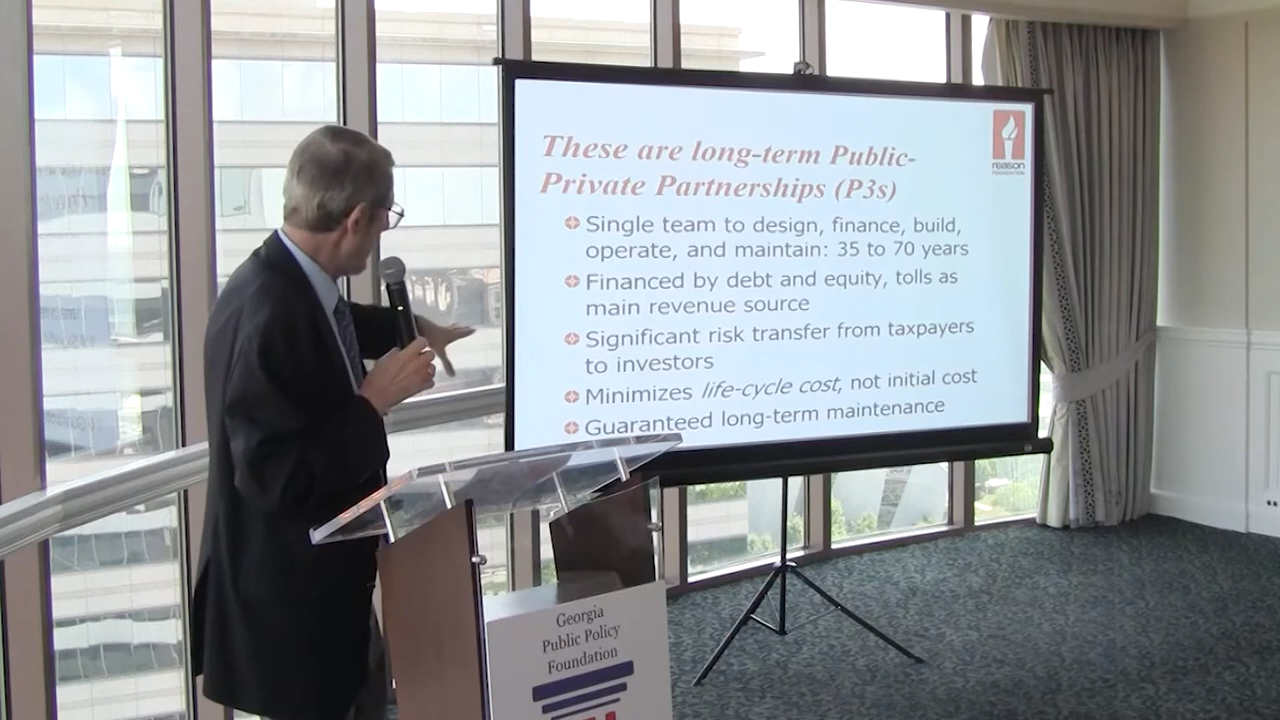 These are long-term Public-
Private Partnerships (P3s)
reason
FOUNDATION
Single team to design, finance, build,
operate, and maintain: 35 to 70 years
Financed by debt and equity, tolls as
main revenue source
Significant risk transfer from taxpayers
to investors
Minimizes life-cycle cost, not initial cost
Guaranteed long-term maintenance
Georgia
Public Policy
Foundation